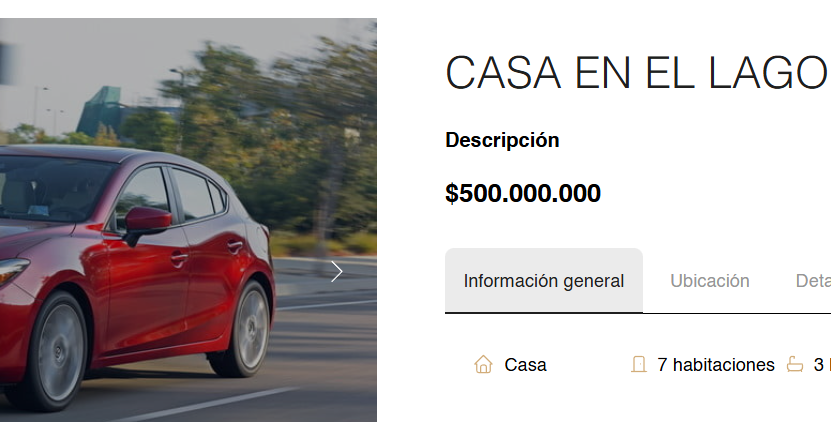 CASA EN EL LAGO
Descripción
$500.000.000
Información general Ubicación
Casa 7 habitaciones 3